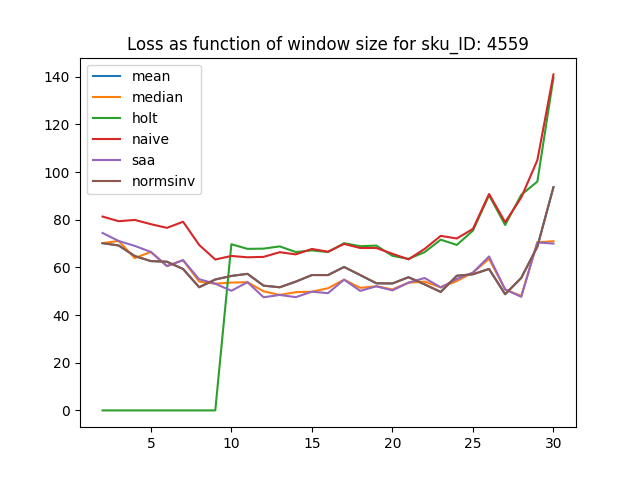 Loss as function of window size for sku_ID: 4559
140
120
100
80
60
40
20
0
mean
median
holt
naive
saa
normsinv
5 10 15 20 25 30